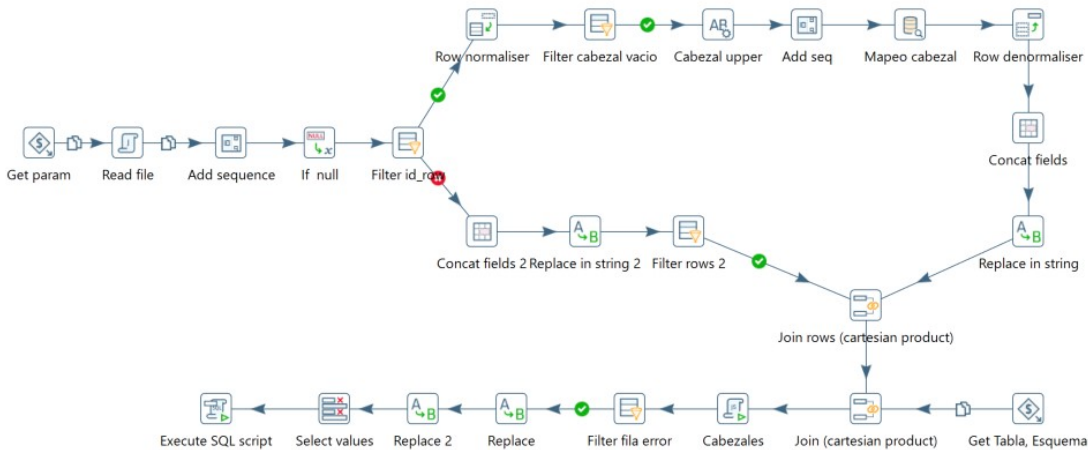 Row normaliser
Filter cabezal vacio
Cabezal upper
Add seq
Mapeo cabezal
Row denormaliser
Get param
Read file
Add sequence
If null
Filter id_row
Concat fields
Concat fields 2
Replace in string 2
Filter rows 2
Replace in string
Join rows (cartesian product)
Execute SQL script
Select values
Replace 2
Replace
Filter fila error
Cabezales
Join (cartesian product)
Get Tabla, Esquema